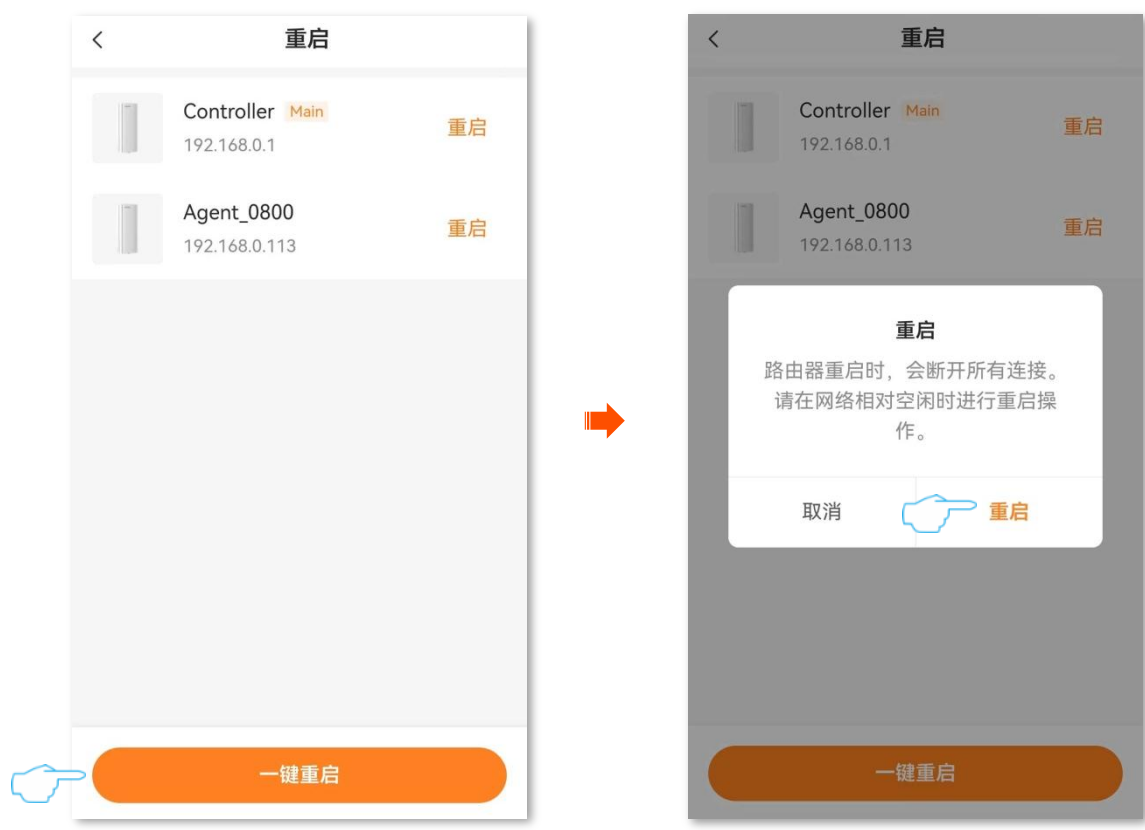 重启
Controller Main
192.168.0.1
重启
Agent_0800
192.168.0.113
重启
一键重启
重启
Controller Main
192.168.0.1
重启
Agent_0800
192.168.0.113
重启
重启
路由器重启时，会断开所有连接。
请在网络相对空闲时进行重启操
作。
取消
重启
一键重启